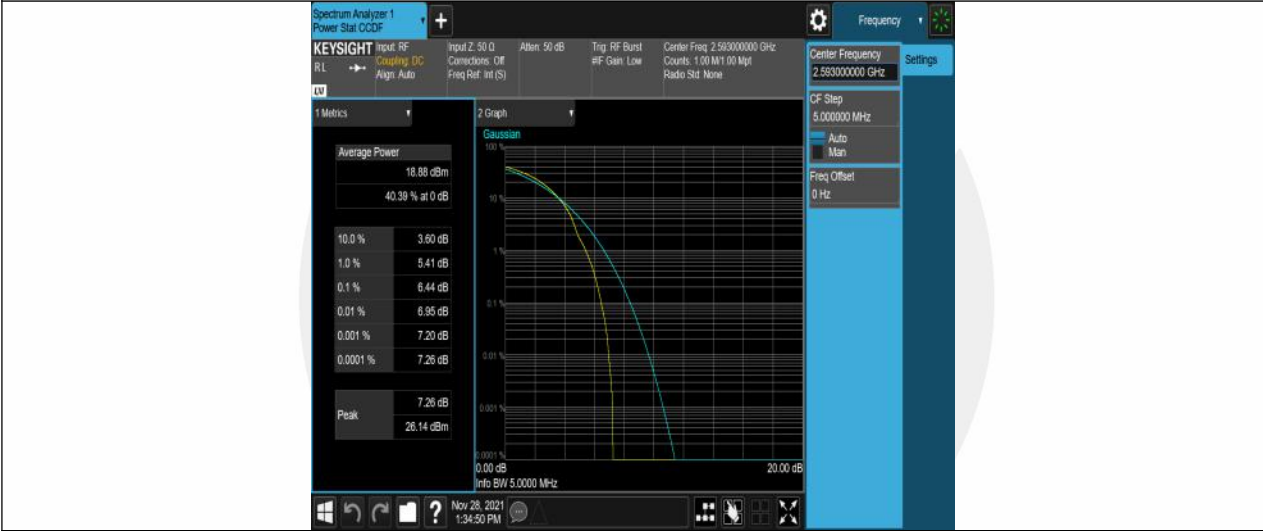 Spectrum Analyzer 1
Power Stat CCDF
Frequency
KEYSIGHT
RL
LV
Input: RF
Coupling: DC
Align: Auto
Input Z: 50 Ω
Corrections: Off
Freq Ref: Int (S)
Atten: 50 dB
Trig: RF Burst
#IF Gain: Low
Center Freq: 2.593000000 GHz
Counts: 1.00 M/1.00 Mpt
Radio Std: None
Center Frequency
2.593000000 GHz
Settings
CF Step
5.000000 MHz
Auto
Man
Freq Offset
0 Hz
1 Metrics
Average Power
18.88 dBm
40.39 % at 0 dB
10.0 % 3.60 dB
1.0 % 5.41 dB
0.1 % 6.44 dB
0.01 % 6.95 dB
0.001 % 7.20 dB
0.0001 % 7.26 dB
Peak
7.26 dB
26.14 dBm
2 Graph
Gaussian
100 %
10 %
1 %
0.1 %
0.01 %
0.001 %
0.0001 %
0.00 dB 20.00 dB
Info BW 5.0000 MHz
?
Nov 28, 2021
1:34:50 PM